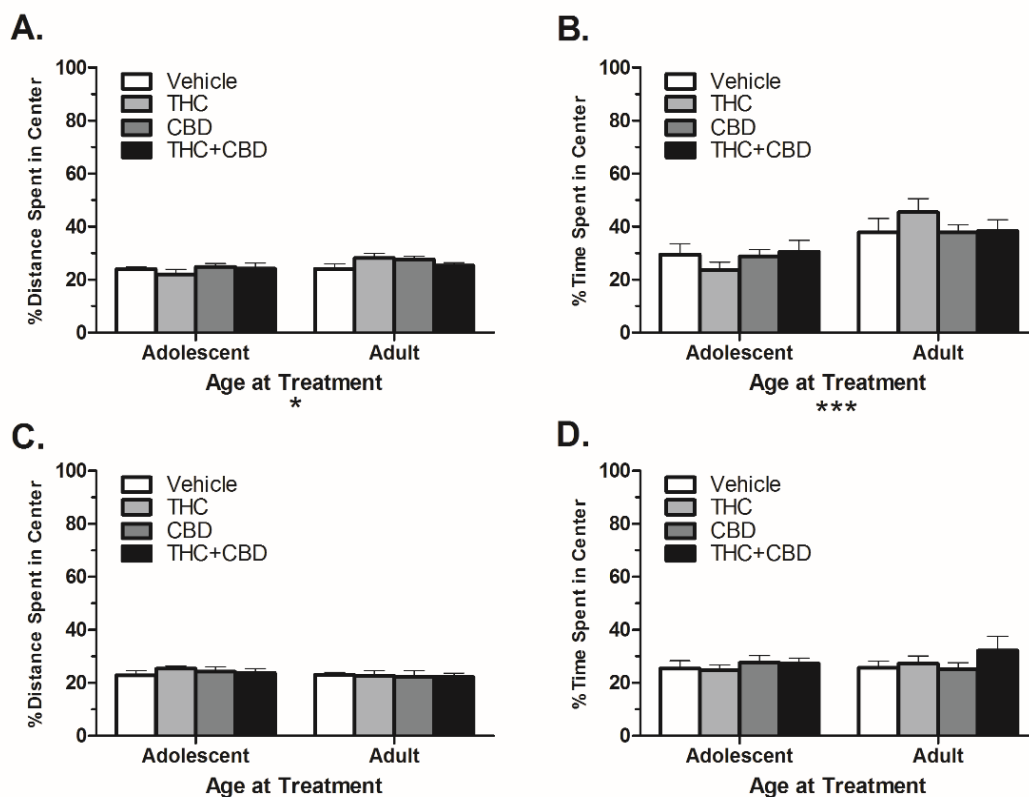 A.
%Distance Spent in Center
100
80
60
40
20
0
Vehicle
THC
CBD
THC+CBD
Adolescent Adult
Age at Treatment
*
B.
%Time Spent in Center
100
80
60
40
20
0
Vehicle
THC
CBD
THC+CBD
Adolescent Adult
Age at Treatment
***
C.
%Distance Spent in Center
100
80
60
40
20
0
Vehicle
THC
CBD
THC+CBD
Adolescent Adult
Age at Treatment
D.
%Time Spent in Center
100
80
60
40
20
0
Vehicle
THC
CBD
THC+CBD
Adolescent Adult
Age at Treatment